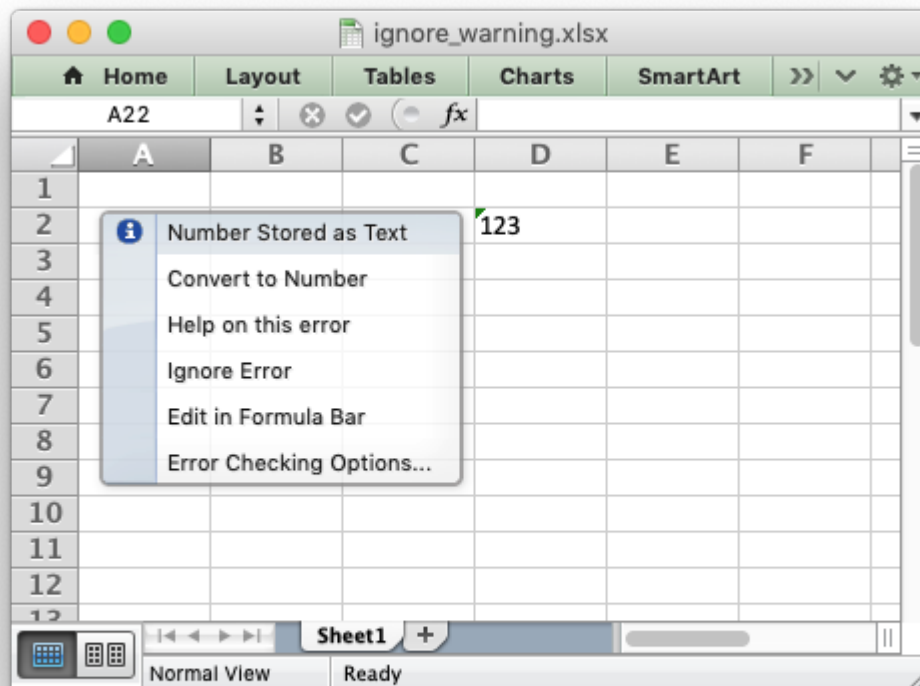 ignore_warning.xlsx
Home Layout Tables Charts SmartArt
A22 fx
A B C D E F
1
2 Number Stored as Text 123
3 Convert to Number
4
5 Help on this error
6 Ignore Error
7 Edit in Formula Bar
8
9 Error Checking Options...
10
11
12
13
Sheet1
Normal View Ready